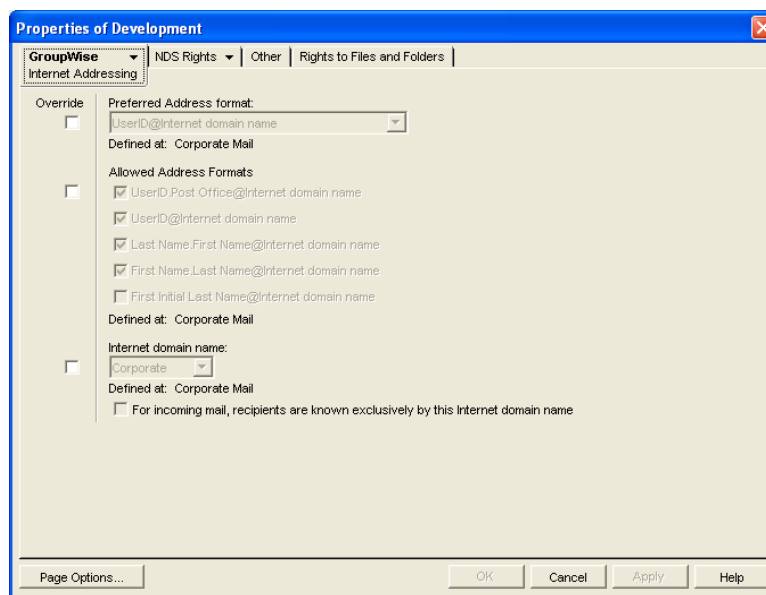 Properties of Development
GroupWise NDS Rights Other Rights to Files and Folders
Internet Addressing
Override Preferred Address format:
UserID@Internet domain name
Defined at: Corporate Mail
Allowed Address Formats
UserID.Post Office@Internet domain name
UserID@Internet domain name
Last Name.First Name@Internet domain name
First Name.Last Name@Internet domain name
First Initial Last Name@Internet domain name
Defined at: Corporate Mail
Internet domain name:
Corporate
Defined at: Corporate Mail
For incoming mail, recipients are known exclusively by this Internet domain name
Page Options... OK Cancel Apply Help